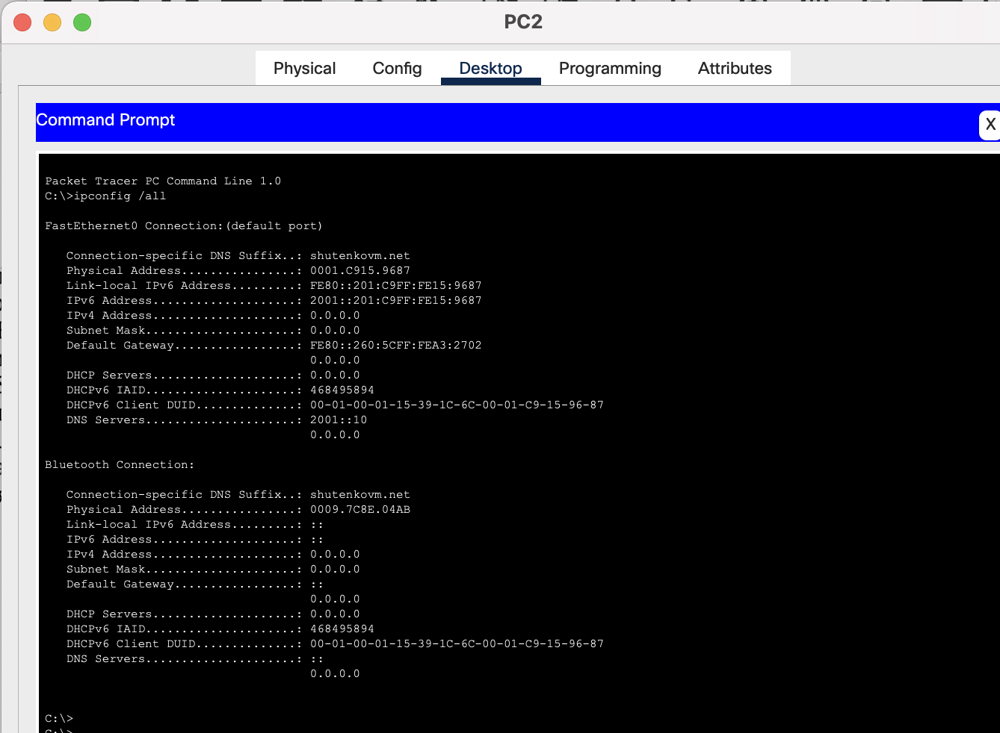 PC2
Physical Config Desktop Programming Attributes
Command Prompt
X
Packet Tracer PC Command Line 1.0
C:\>ipconfig /all
FastEthernet0 Connection:(default port)
Connection-specific DNS Suffix..: shutenkovm.net
Physical Address................: 0001.C915.9687
Link-local IPv6 Address.........: FE80::201:C9FF:FE15:9687
IPv6 Address....................: 2001::201:C9FF:FE15:9687
IPv4 Address....................: 0.0.0.0
Subnet Mask.....................: 0.0.0.0
Default Gateway.................: FE80::260:5CFF:FEA3:2702
0.0.0.0
DHCP Servers....................: 0.0.0.0
DHCPv6 IAID.....................: 468495894
DHCPv6 Client DUID..............: 00-01-00-01-15-39-1C-6C-00-01-C9-15-96-87
DNS Servers.....................: 2001::10
0.0.0.0
Bluetooth Connection:
Connection-specific DNS Suffix..: shutenkovm.net
Physical Address................: 0009.7C8E.04AB
Link-local IPv6 Address.........: ::
IPv6 Address....................: ::
IPv4 Address....................: 0.0.0.0
Subnet Mask.....................: 0.0.0.0
Default Gateway.................: ::
0.0.0.0
DHCP Servers....................: 0.0.0.0
DHCPv6 IAID.....................: 468495894
DHCPv6 Client DUID..............: 00-01-00-01-15-39-1C-6C-00-01-C9-15-96-87
DNS Servers.....................: ::
0.0.0.0
C:\>
C:\>